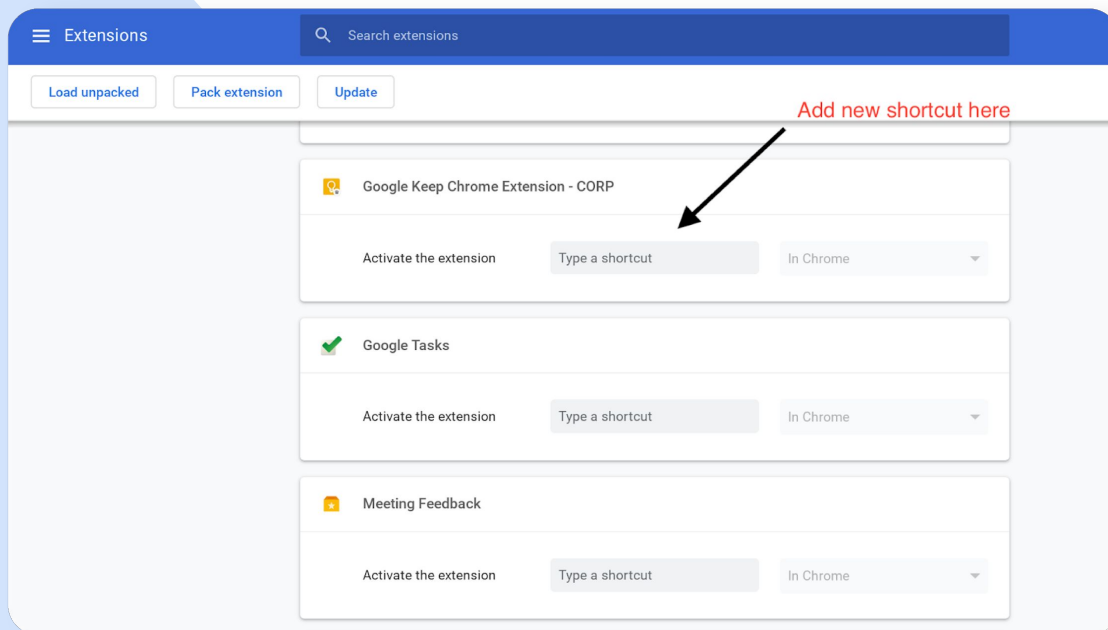 Extensions
Search extensions
Load unpacked
Pack extension
Update
Add new shortcut here
Google Keep Chrome Extension - CORP
Activate the extension
Type a shortcut
In Chrome
Google Tasks
Activate the extension
Type a shortcut
In Chrome
Meeting Feedback
Activate the extension
Type a shortcut
In Chrome